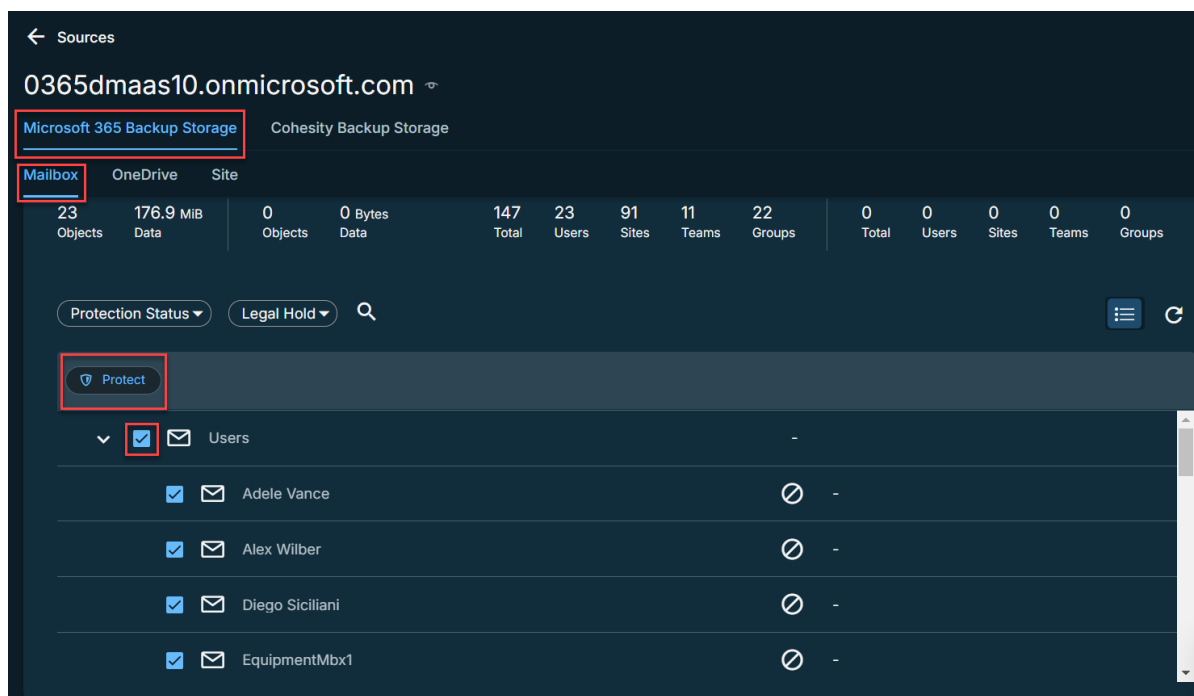 Sources
0365dmaas10.onmicrosoft.com
Microsoft 365 Backup Storage Cohesity Backup Storage
Mailbox OneDrive Site
23 176.9 MiB 0 0 Bytes 147 23 91 11 22 0 0 0 0 0
Objects Data Objects Data Total Users Sites Teams Groups Total Users Sites Teams Groups
Protection Status Legal Hold
Protect
Users -
Adele Vance -
Alex Wilber -
Diego Siciliani -
EquipmentMbx1 -